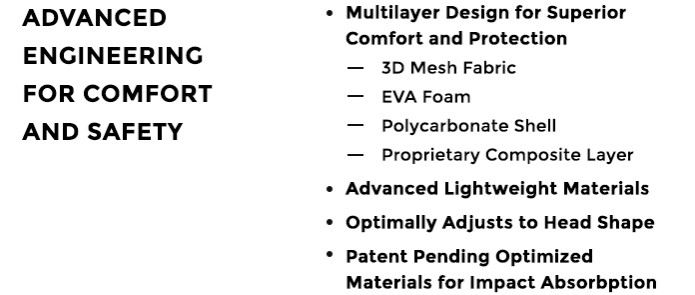 ADVANCED
ENGINEERING
FOR COMFORT
AND SAFETY
• Multilayer Design for Superior
Comfort and Protection
— 3D Mesh Fabric
— EVA Foam
— Polycarbonate Shell
— Proprietary Composite Layer
• Advanced Lightweight Materials
• Optimally Adjusts to Head Shape
• Patent Pending Optimized
Materials for Impact Absorbption